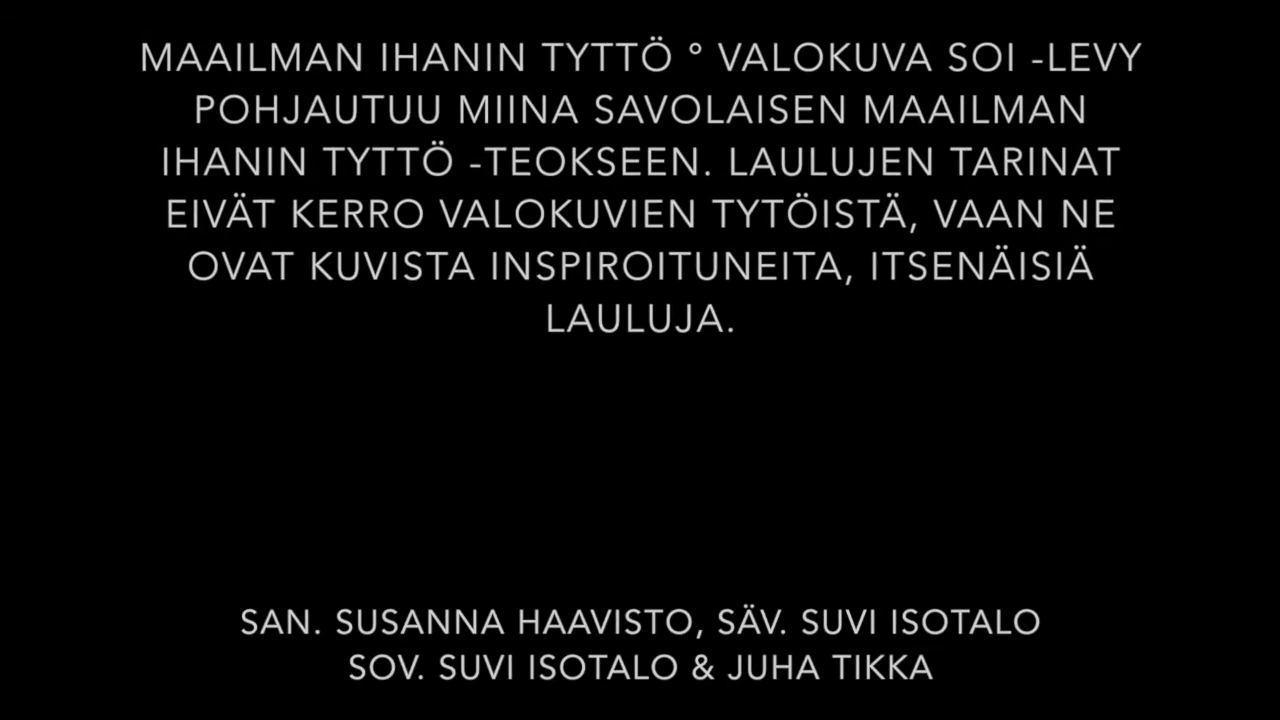 MAAILMAN IHANIN TYTTÖ ° VALOKUVA SOI -LEVY
POHJAUTUU MIINA SAVOLAISEN MAAILMAN
IHANIN TYTTÖ -TEOKSEEN. LAULUJEN TARINAT
EIVÄT KERRO VALOKUVIEN TYTÖISTÄ, VAAN NE
OVAT KUVISTA INSPIROITUNEITA, ITSENÄISIÄ
LAULUJA.
SAN. SUSANNA HAAVISTO, SÄV. SUVI ISOTALO
SOV. SUVI ISOTALO & JUHA TIKKA